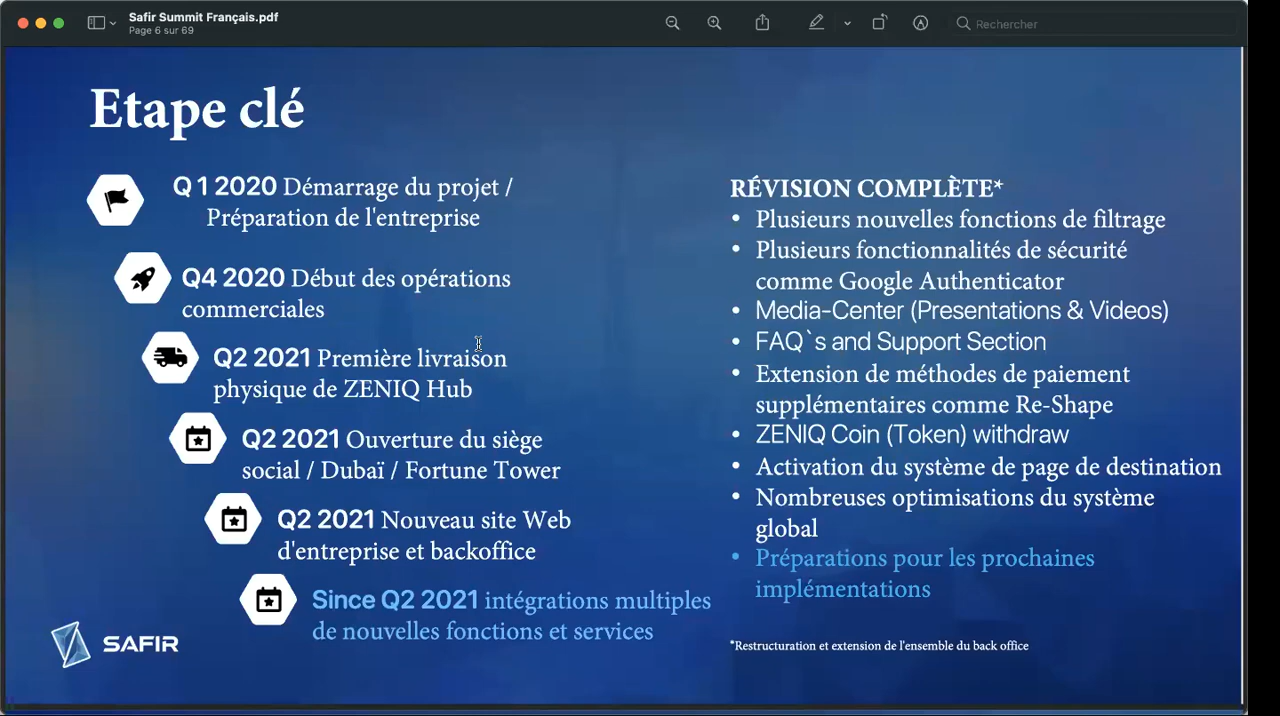 Safir Summit Français.pdf
Page 6 sur 69
Rechercher
Etape clé
Q 1 2020 Démarrage du projet /
Préparation de l'entreprise
Q4 2020 Début des opérations
commerciales
Q2 2021 Première livraison
physique de ZENIQ Hub
Q2 2021 Ouverture du siège
social / Dubaï / Fortune Tower
Q2 2021 Nouveau site Web
d'entreprise et backoffice
Since Q2 2021 intégrations multiples
de nouvelles fonctions et services
SAFIR
RÉVISION COMPLÈTE*
• Plusieurs nouvelles fonctions de filtrage
• Plusieurs fonctionnalités de sécurité
comme Google Authenticator
• Media-Center (Presentations & Videos)
• FAQ`s and Support Section
• Extension de méthodes de paiement
supplémentaires comme Re-Shape
• ZENIQ Coin (Token) withdraw
• Activation du système de page de destination
• Nombreuses optimisations du système
global
• Préparations pour les prochaines
implémentations
*Restructuration et extension de l'ensemble du back office